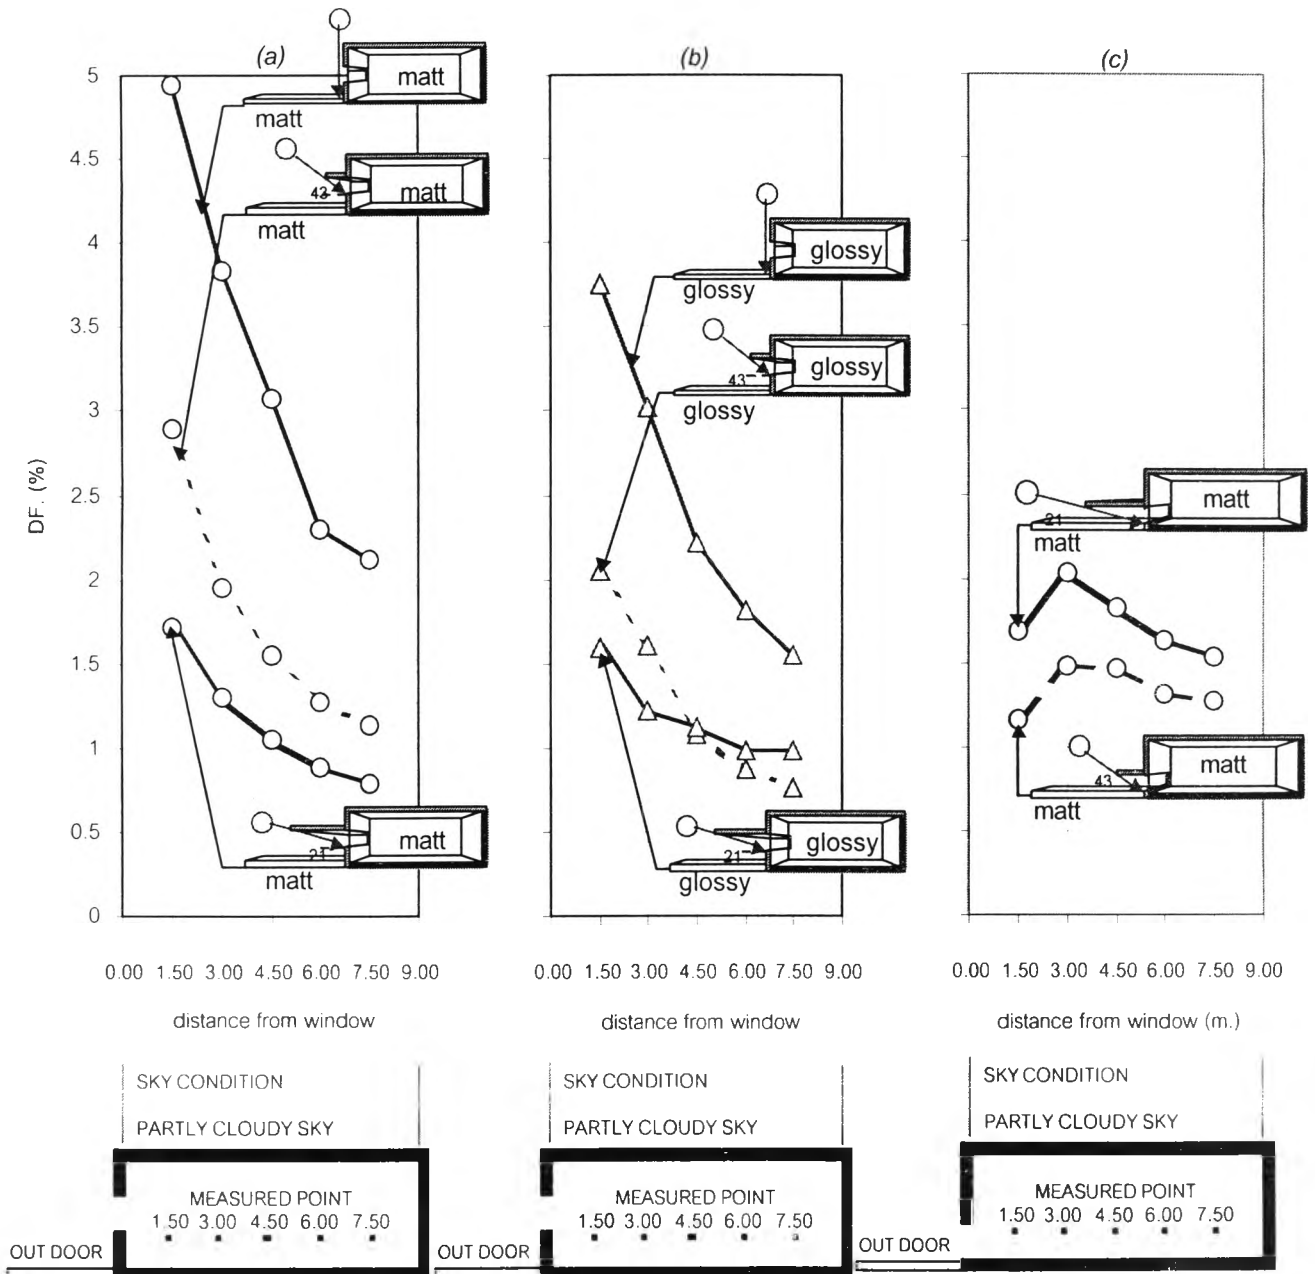 (a)
matt
matt
43
matt
matt
21
matt
matt
5
4.5
4
3.5
3
2.5
2
1.5
1
0.5
0
DF. (%)
0.00 1.50 3.00 4.50 6.00 7.50 9.00
distance from window
SKY CONDITION
PARTLY CLOUDY SKY
MEASURED POINT
1.50 3.00 4.50 6.00 7.50
OUT DOOR
(b)
glossy
glossy
43
glossy
glossy
21
glossy
glossy
0.00 1.50 3.00 4.50 6.00 7.50 9.00
distance from window
SKY CONDITION
PARTLY CLOUDY SKY
MEASURED POINT
1.50 3.00 4.50 6.00 7.50
OUT DOOR
(c)
21
matt
matt
43
matt
matt
0.00 1.50 3.00 4.50 6.00 7.50 9.00
distance from window (m.)
SKY CONDITION
PARTLY CLOUDY SKY
MEASURED POINT
1.50 3.00 4.50 6.00 7.50
OUT DOOR